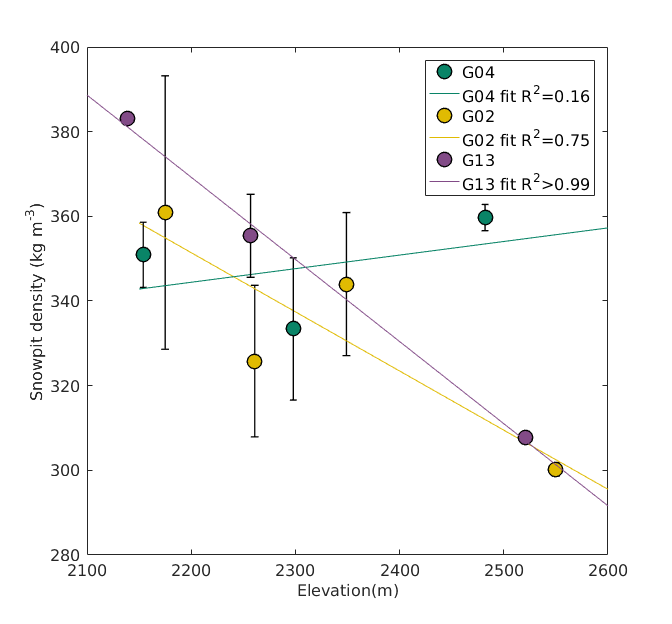 400
380
360
340
320
300
280
2100
2200
2300
2400
2500
2600
Elevation(m)
Snowpit density (kg m-3)
G04
G04 fit R2=0.16
G02
G02 fit R2=0.75
G13
G13 fit R2>0.99